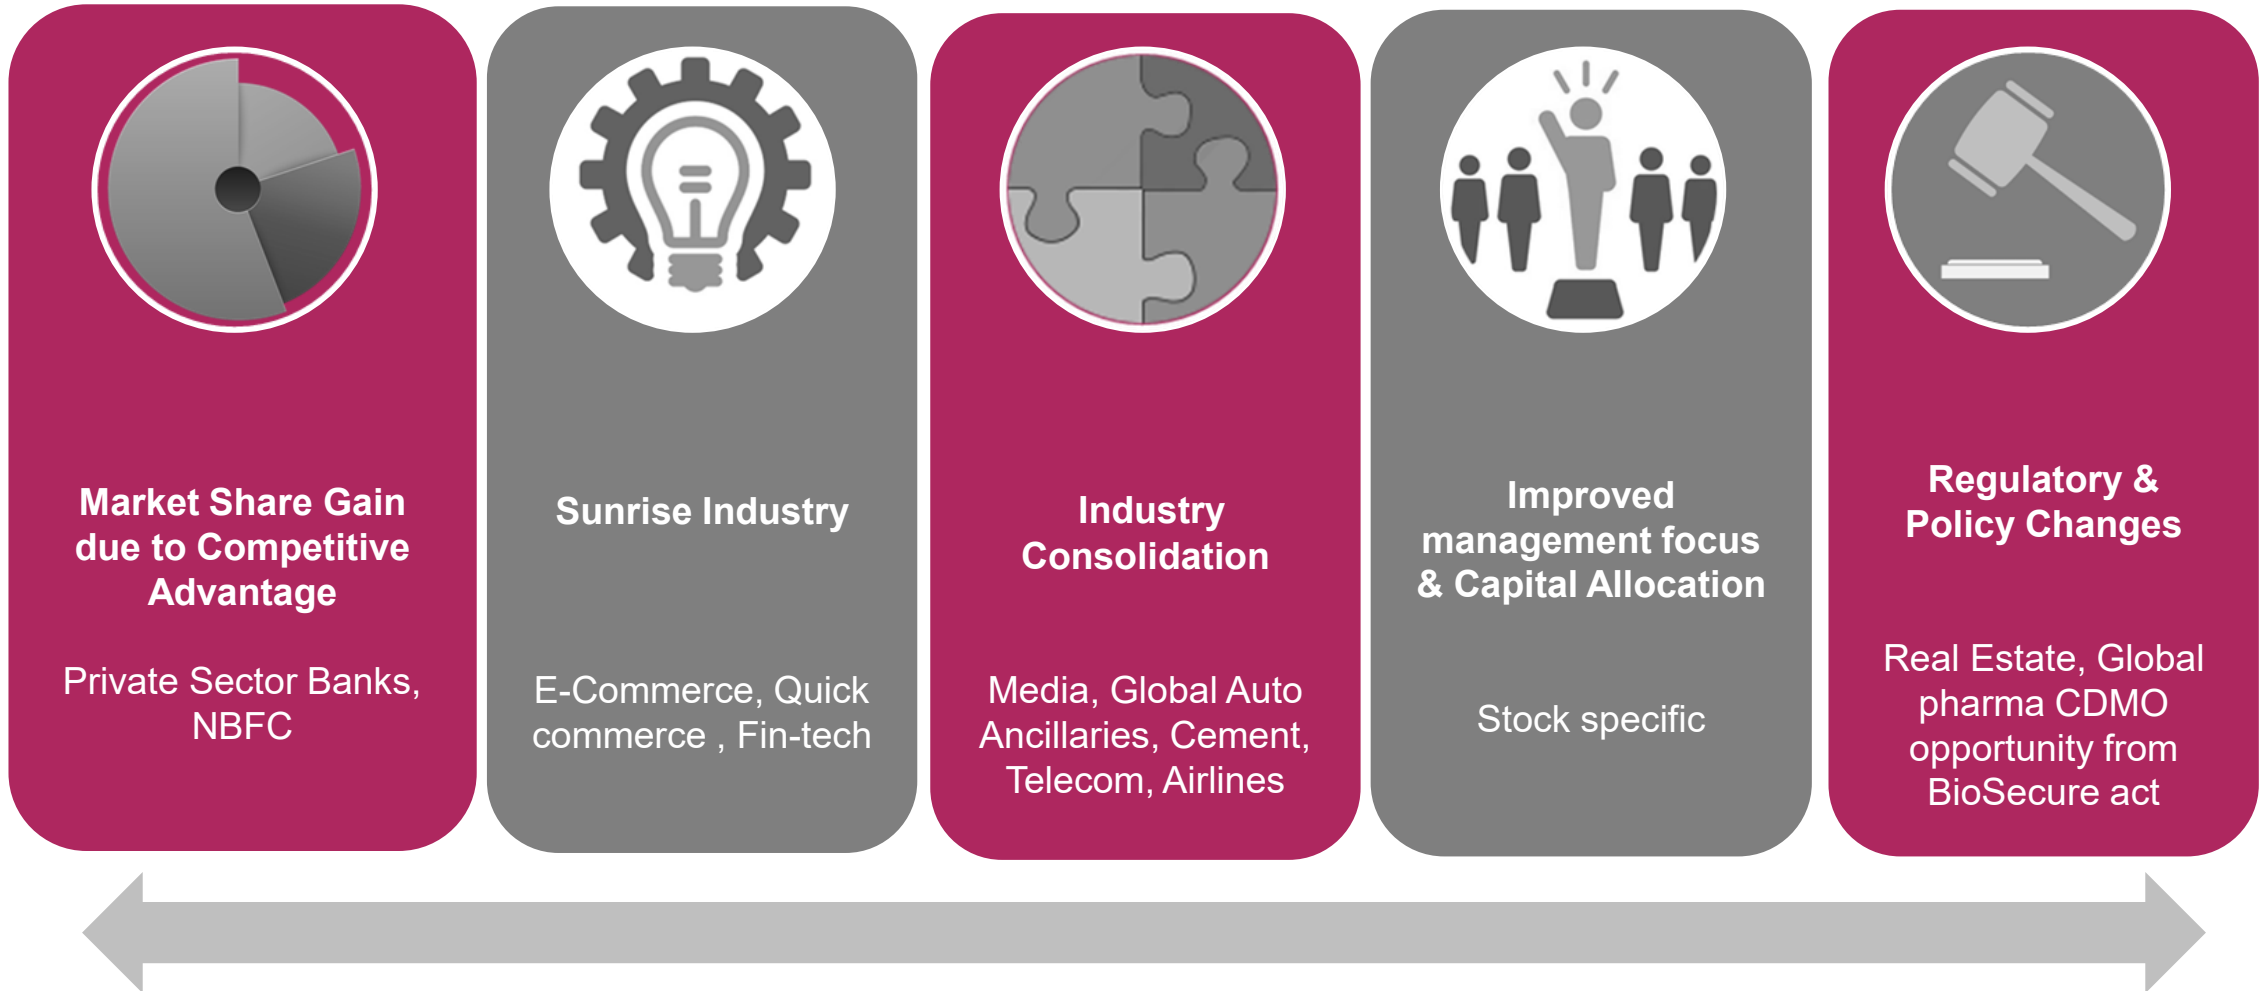 Market Share Gain
due to Competitive
Advantage
Private Sector Banks,
NBFC
Sunrise Industry
E-Commerce, Quick
commerce , Fin-tech
Industry
Consolidation
Media, Global Auto
Ancillaries, Cement,
Telecom, Airlines
Improved
management focus
& Capital Allocation
Stock specific
Regulatory &
Policy Changes
Real Estate, Global
pharma CDMO
opportunity from
BioSecure act